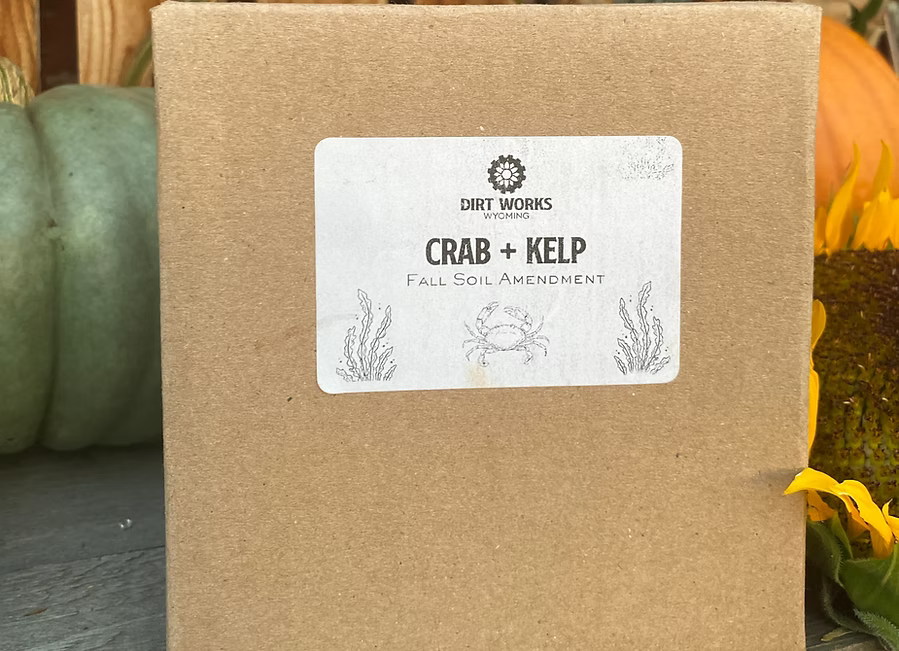 DIRT WORKS
WYOMING
CRAB + KELP
FALL SOIL AMENDMENT